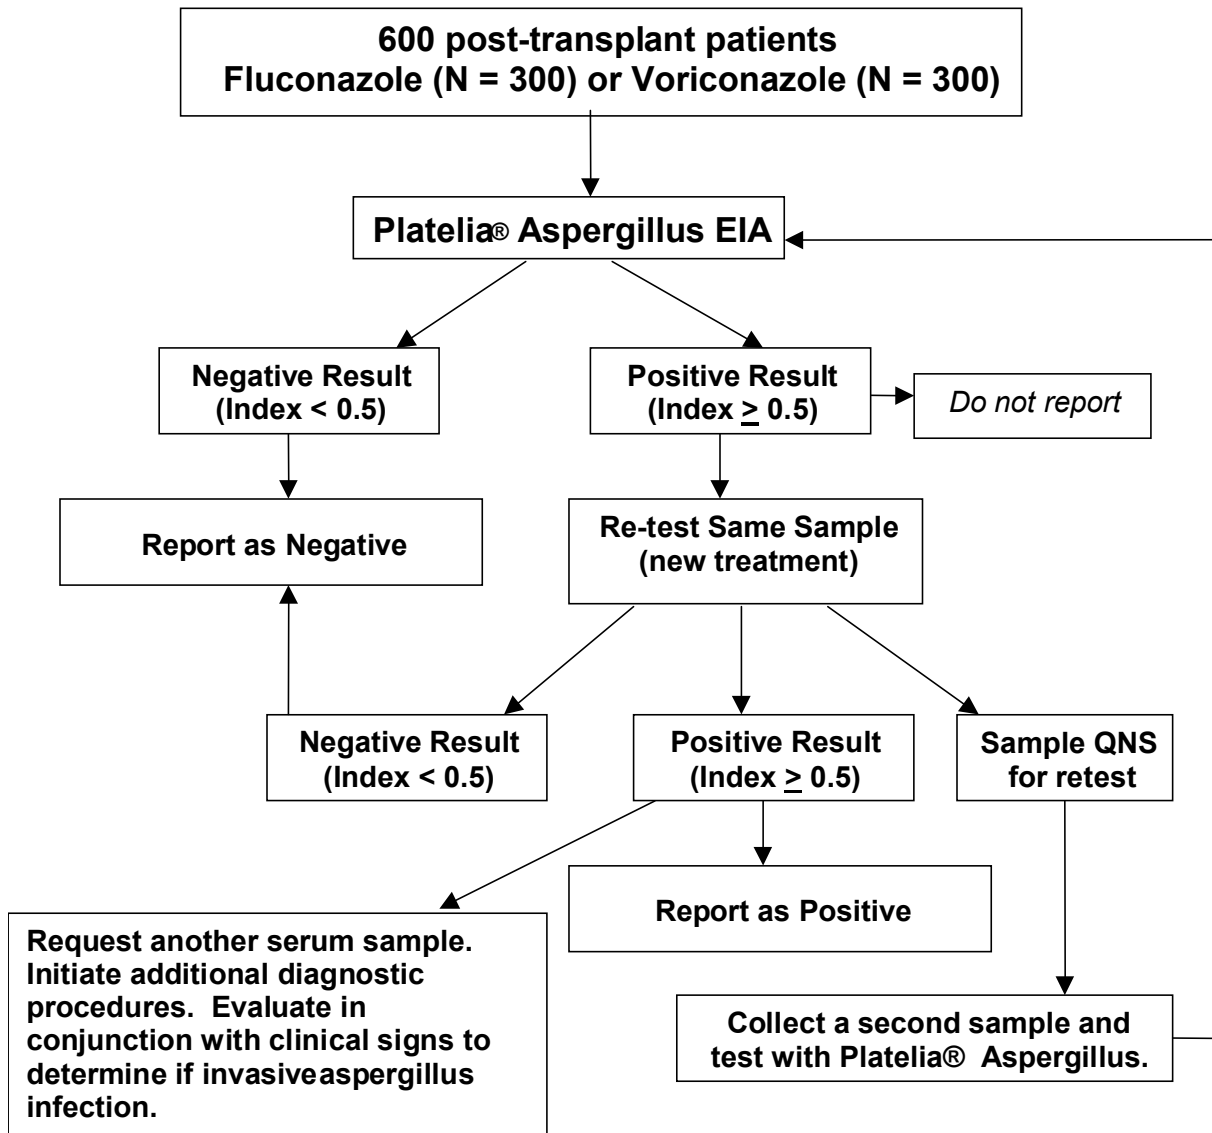 600 post-transplant patients
Fluconazole (N = 300) or Voriconazole (N = 300)
Platelia® Aspergillus EIA
Negative Result
(Index < 0.5)
Positive Result
(Index ≥ 0.5)
Do not report
Report as Negative
Re-test Same Sample
(new treatment)
Negative Result
(Index < 0.5)
Positive Result
(Index ≥ 0.5)
Sample QNS
for retest
Report as Positive
Request another serum sample.
Initiate additional diagnostic
procedures.  Evaluate in
conjunction with clinical signs to
determine if invasiveaspergillus
infection.
Collect a second sample and
test with Platelia®  Aspergillus.